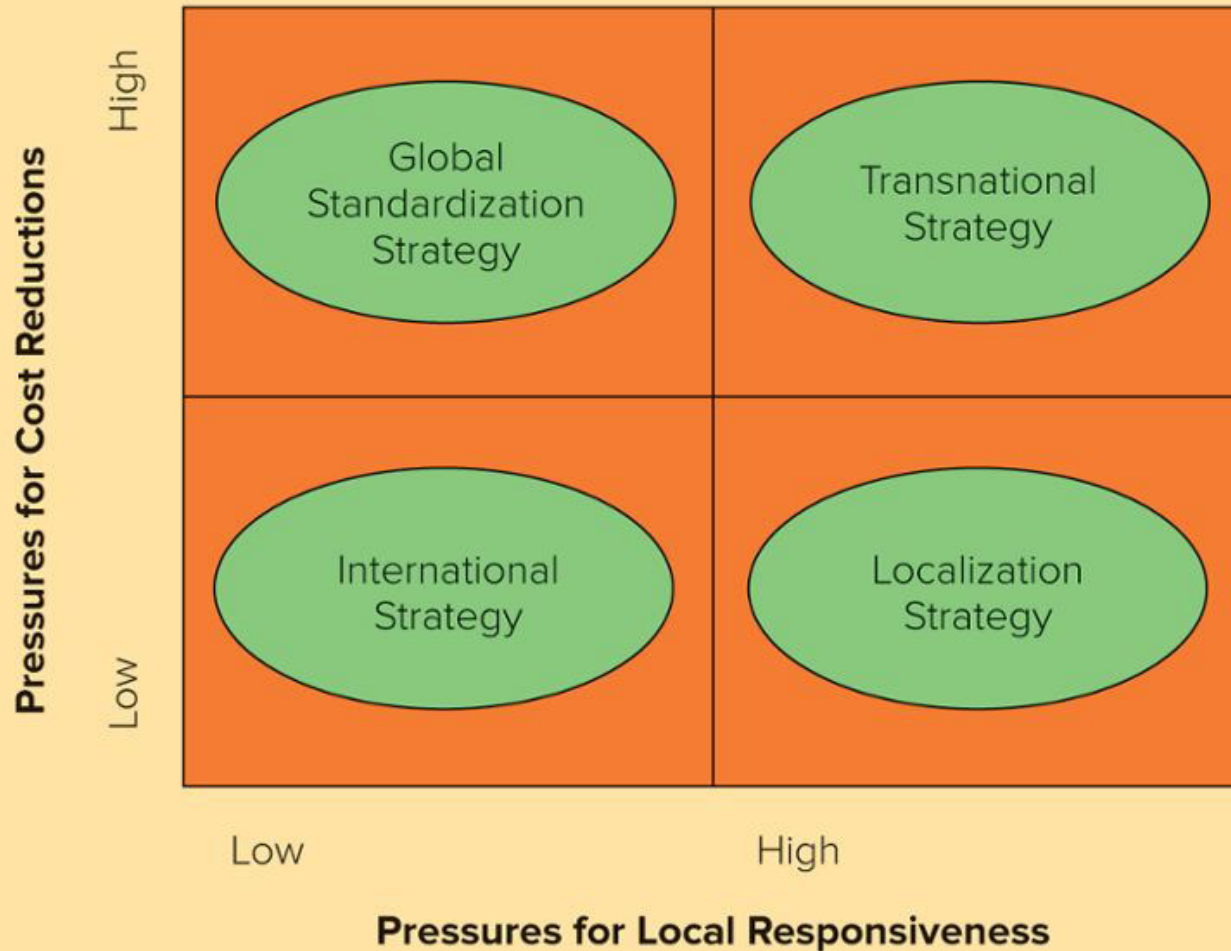 High
Global
Standardization
Strategy
Transnational
Strategy
Pressures for Cost Reductions
International
Strategy
Localization
Strategy
Low
Low
High
Pressures for Local Responsiveness